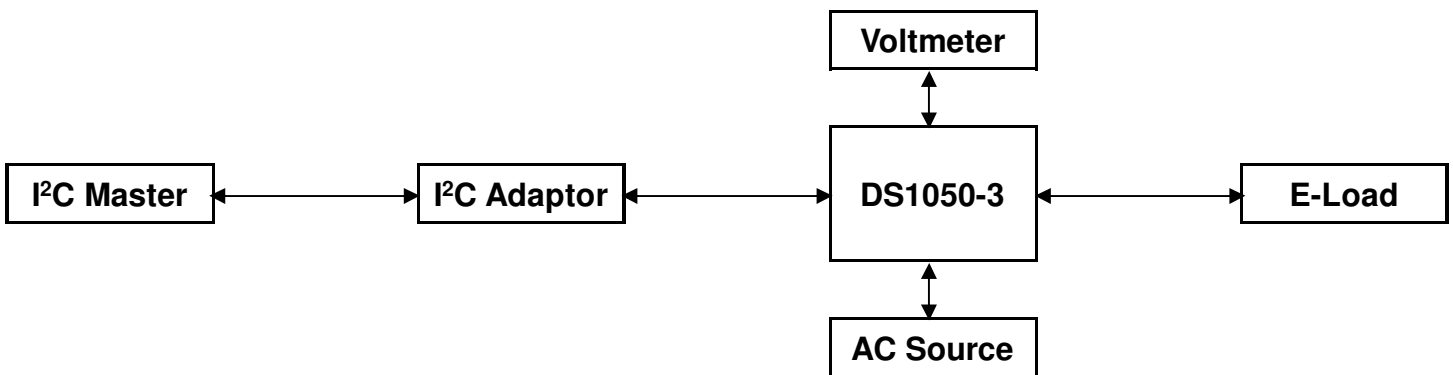 Voltmeter
I²C Master
I²C Adaptor
DS1050-3
E-Load
AC Source